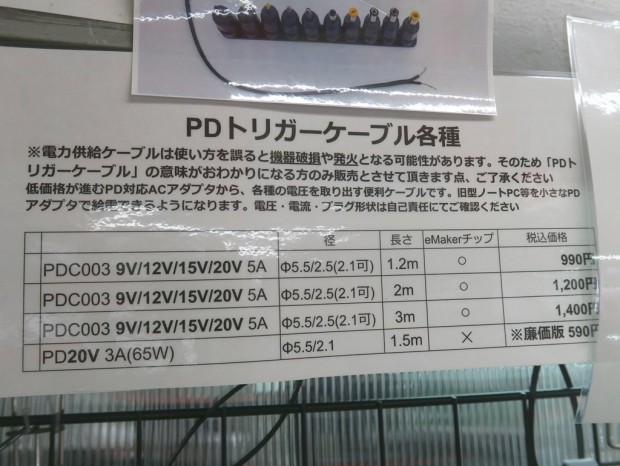 PDトリガーケーブル各種
※電力供給ケーブルは使い方を誤ると機器破損や発火となる可能性があります。そのため「PDト
リガーケーブル」の意味がおわかりになる方のみ販売とさせて頂きます点、ご了承ください
低価格が進むPD対応ACアダプタから、各種の電圧を取り出す便利ケーブルです。旧型ノートPC等を小さなPD
アダプタで給電できるようになります。電圧・電流・プラグ形状は自己責任にてご確認ください
径 長さ eMakerチップ 税込価格
PDC003 9V/12V/15V/20V 5A Φ5.5/2.5(2.1可) 1.2m ○ 990円
PDC003 9V/12V/15V/20V 5A Φ5.5/2.5(2.1可) 2m ○ 1,200円
PDC003 9V/12V/15V/20V 5A Φ5.5/2.5(2.1可) 3m ○ 1,400円
PD20V 3A(65W) Φ5.5/2.1 1.5m × ※廉価版 590円